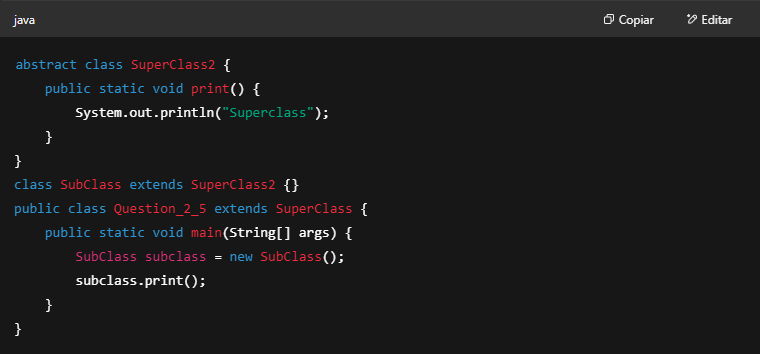 java Copiar Editar
abstract class SuperClass2 {
    public static void print() {
        System.out.println("Superclass");
    }
}
class SubClass extends SuperClass2 {}
public class Question_2_5 extends SuperClass {
    public static void main(String[] args) {
        SubClass subclass = new SubClass();
        subclass.print();
    }
}